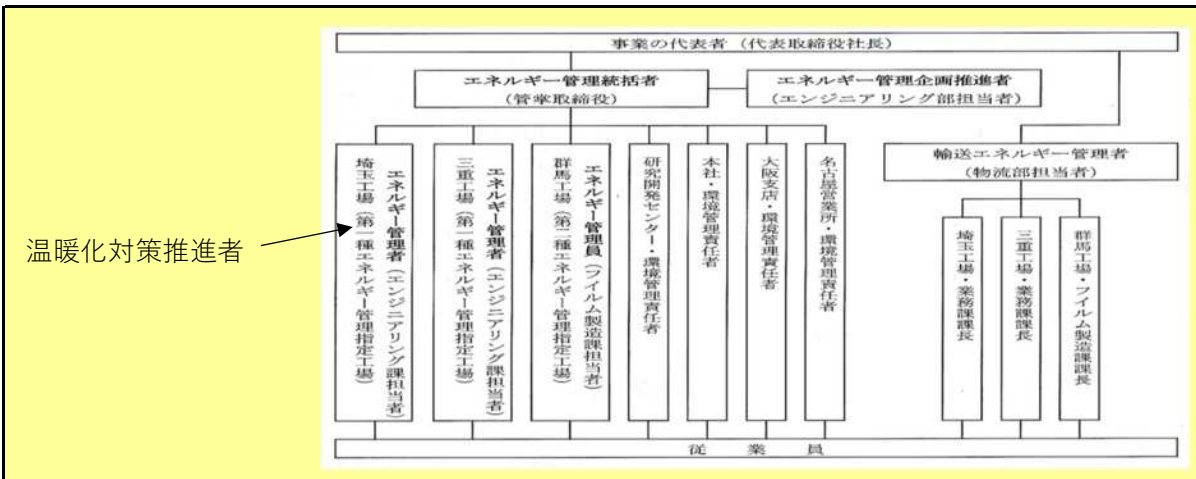 事業の代表者 (代表取締役社長)
エネルギー管理統括者
(管掌取締役)
エネルギー管理企画推進者
(エンジニアリング部担当者)
輸送エネルギー管理者
(物流部担当者)
温暖化対策推進者
エネルギー管理者 (エンジニアリング課担当者)
埼玉工場 (第一種エネルギー管理指定工場)
エネルギー管理者 (エンジニアリング課担当者)
三重工場 (第一種エネルギー管理指定工場)
エネルギー管理員 (フイルム製造課担当者)
群馬工場 (第二種エネルギー管理指定工場)
研究開発センター・環境管理責任者
本社・環境管理責任者
大阪支店・環境管理責任者
名古屋営業所・環境管理責任者
埼玉工場・業務課課長
三重工場・業務課課長
群馬工場・フイルム製造課課長
従業員